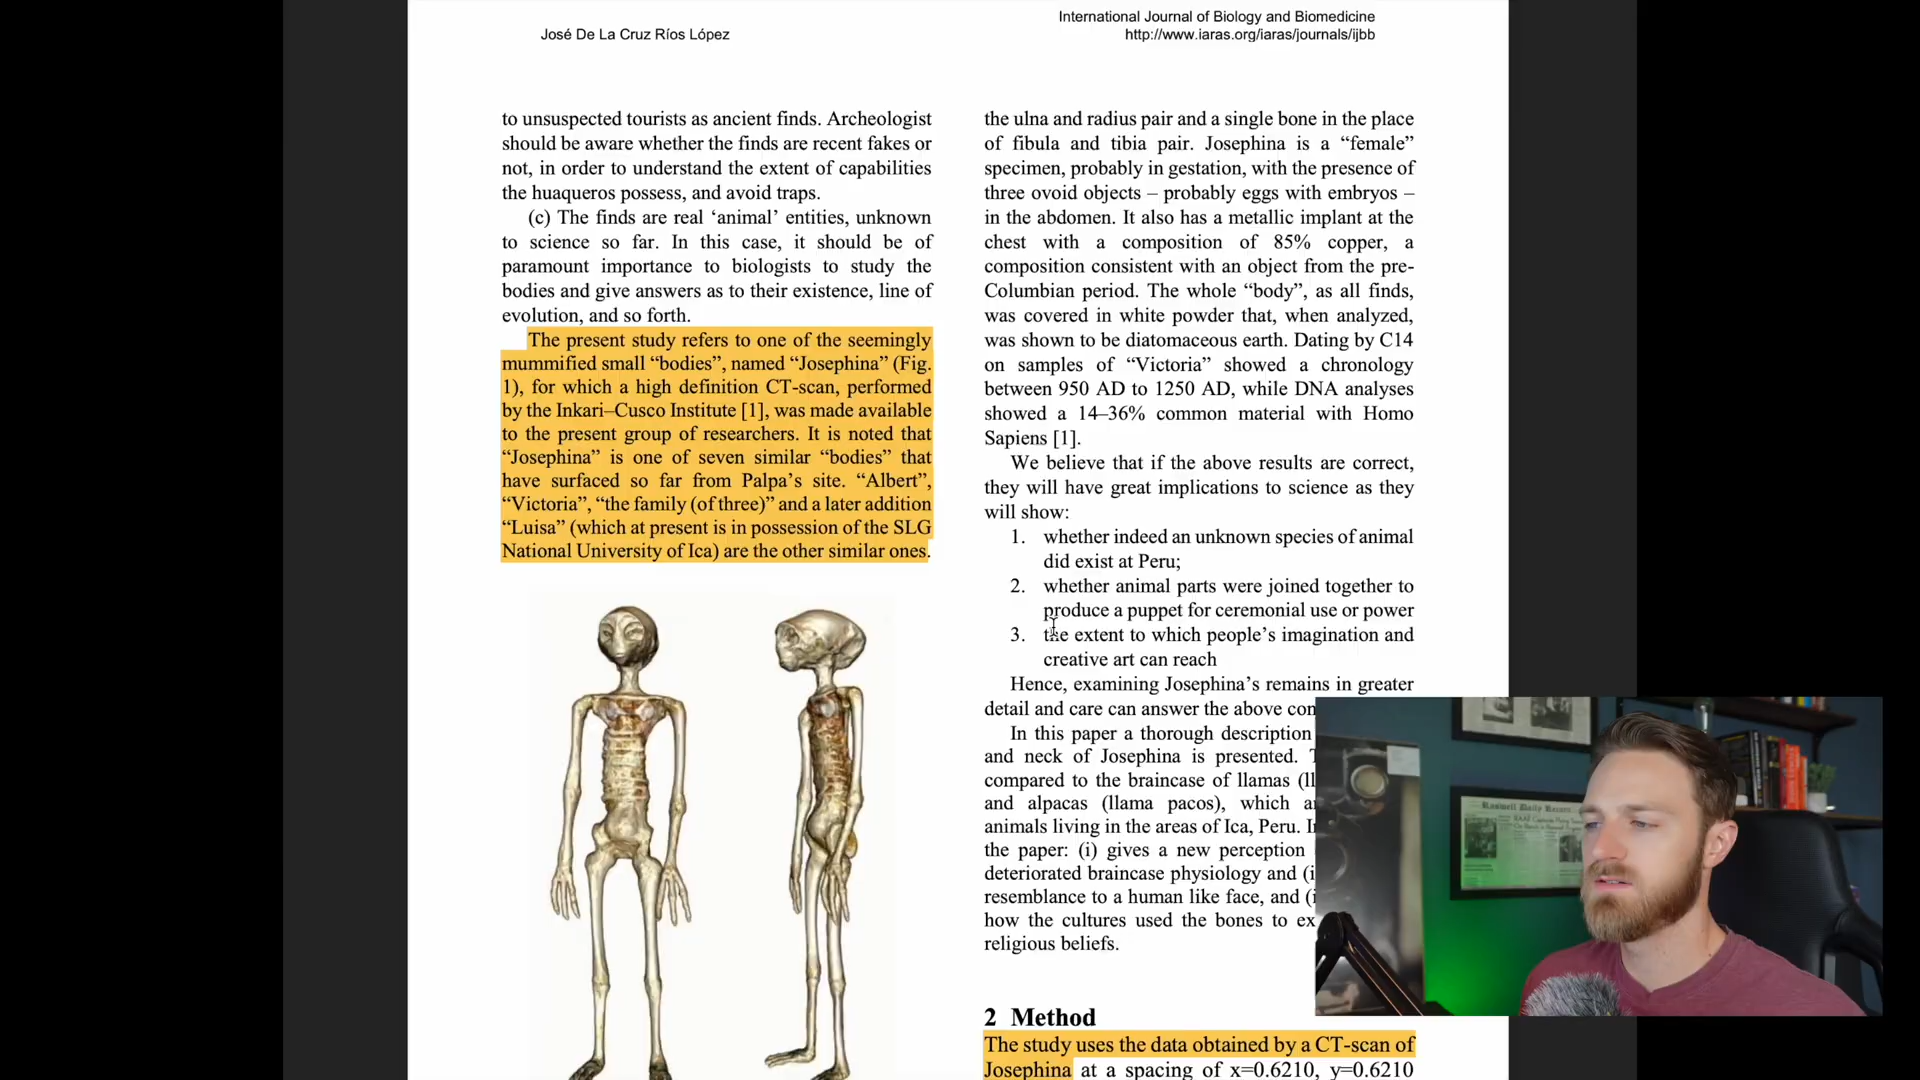 José De La Cruz Ríos López
International Journal of Biology and Biomedicine
http://www.iaras.org/iaras/journals/ijbb
to unsuspected tourists as ancient finds. Archeologist
should be aware whether the finds are recent fakes or
not, in order to understand the extent of capabilities
the huaqueros possess, and avoid traps.
(c) The finds are real ‘animal’ entities, unknown
to science so far. In this case, it should be of
paramount importance to biologists to study the
bodies and give answers as to their existence, line of
evolution, and so forth.
The present study refers to one of the seemingly
mummified small “bodies”, named “Josephina” (Fig.
1), for which a high definition CT-scan, performed
by the Inkari–Cusco Institute [1], was made available
to the present group of researchers. It is noted that
“Josephina” is one of seven similar “bodies” that
have surfaced so far from Palpa’s site. “Albert”,
“Victoria”, “the family (of three)” and a later addition
“Luisa” (which at present is in possession of the SLG
National University of Ica) are the other similar ones.
the ulna and radius pair and a single bone in the place
of fibula and tibia pair. Josephina is a “female”
specimen, probably in gestation, with the presence of
three ovoid objects – probably eggs with embryos –
in the abdomen. It also has a metallic implant at the
chest with a composition of 85% copper, a
composition consistent with an object from the pre-
Columbian period. The whole “body”, as all finds,
was covered in white powder that, when analyzed,
was shown to be diatomaceous earth. Dating by C14
on samples of “Victoria” showed a chronology
between 950 AD to 1250 AD, while DNA analyses
showed a 14–36% common material with Homo
Sapiens [1].
We believe that if the above results are correct,
they will have great implications to science as they
will show:
1. whether indeed an unknown species of animal
did exist at Peru;
2. whether animal parts were joined together to
produce a puppet for ceremonial use or power
3. the extent to which people’s imagination and
creative art can reach
Hence, examining Josephina’s remains in greater
detail and care can answer the above con
In this paper a thorough description
and neck of Josephina is presented.
compared to the braincase of llamas (ll
and alpacas (llama pacos), which a
animals living in the areas of Ica, Peru. I
the paper: (i) gives a new perception
deteriorated braincase physiology and (i
resemblance to a human like face, and (i
how the cultures used the bones to ex
religious beliefs.
2 Method
The study uses the data obtained by a CT-scan of
Josephina at a spacing of x=0.6210, y=0.6210
Roswell Daily Record